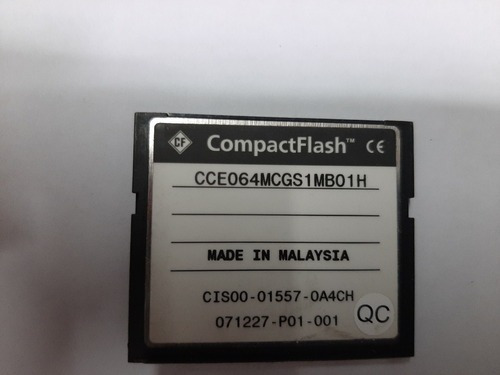 CF CompactFlash™ CE
CCE064MCGS1MB01H
MADE IN MALAYSIA
CIS00-01557-0A4CH
071227-P01-001
QC